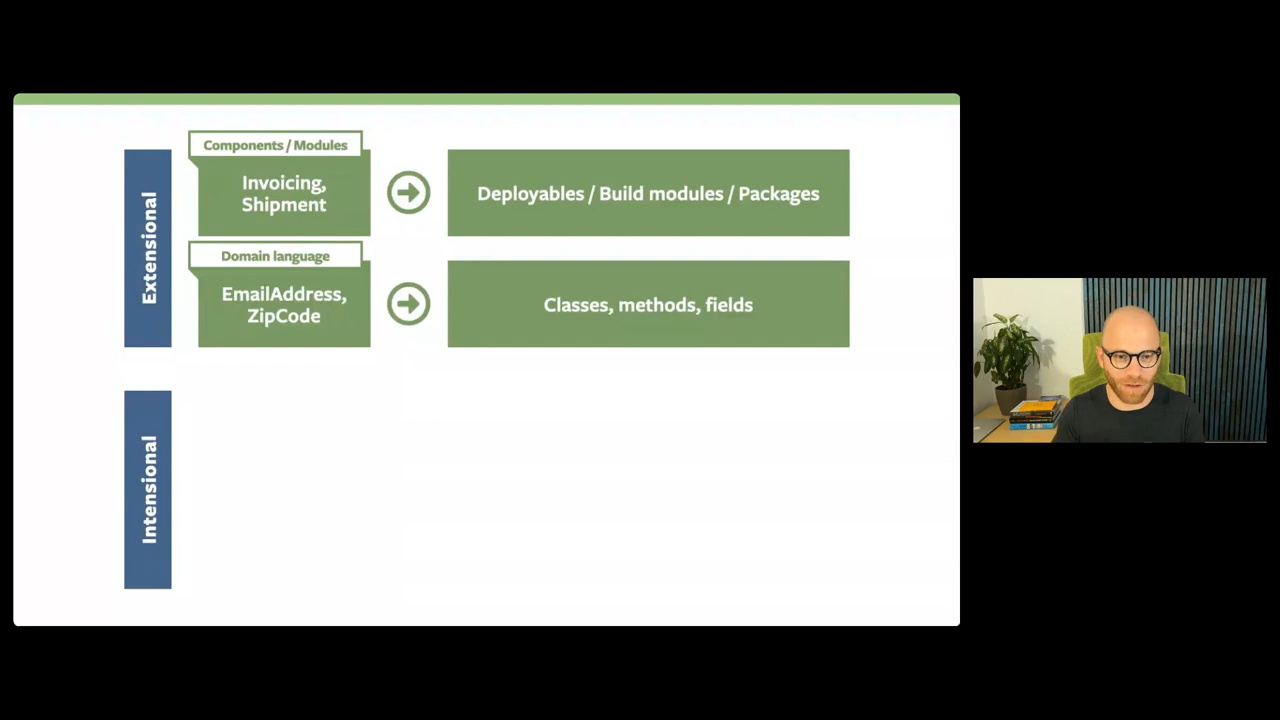 Extensional
Components / Modules
Invoicing,
Shipment
Deployables / Build modules / Packages
Domain language
EmailAddress,
ZipCode
Classes, methods, fields
Intensional